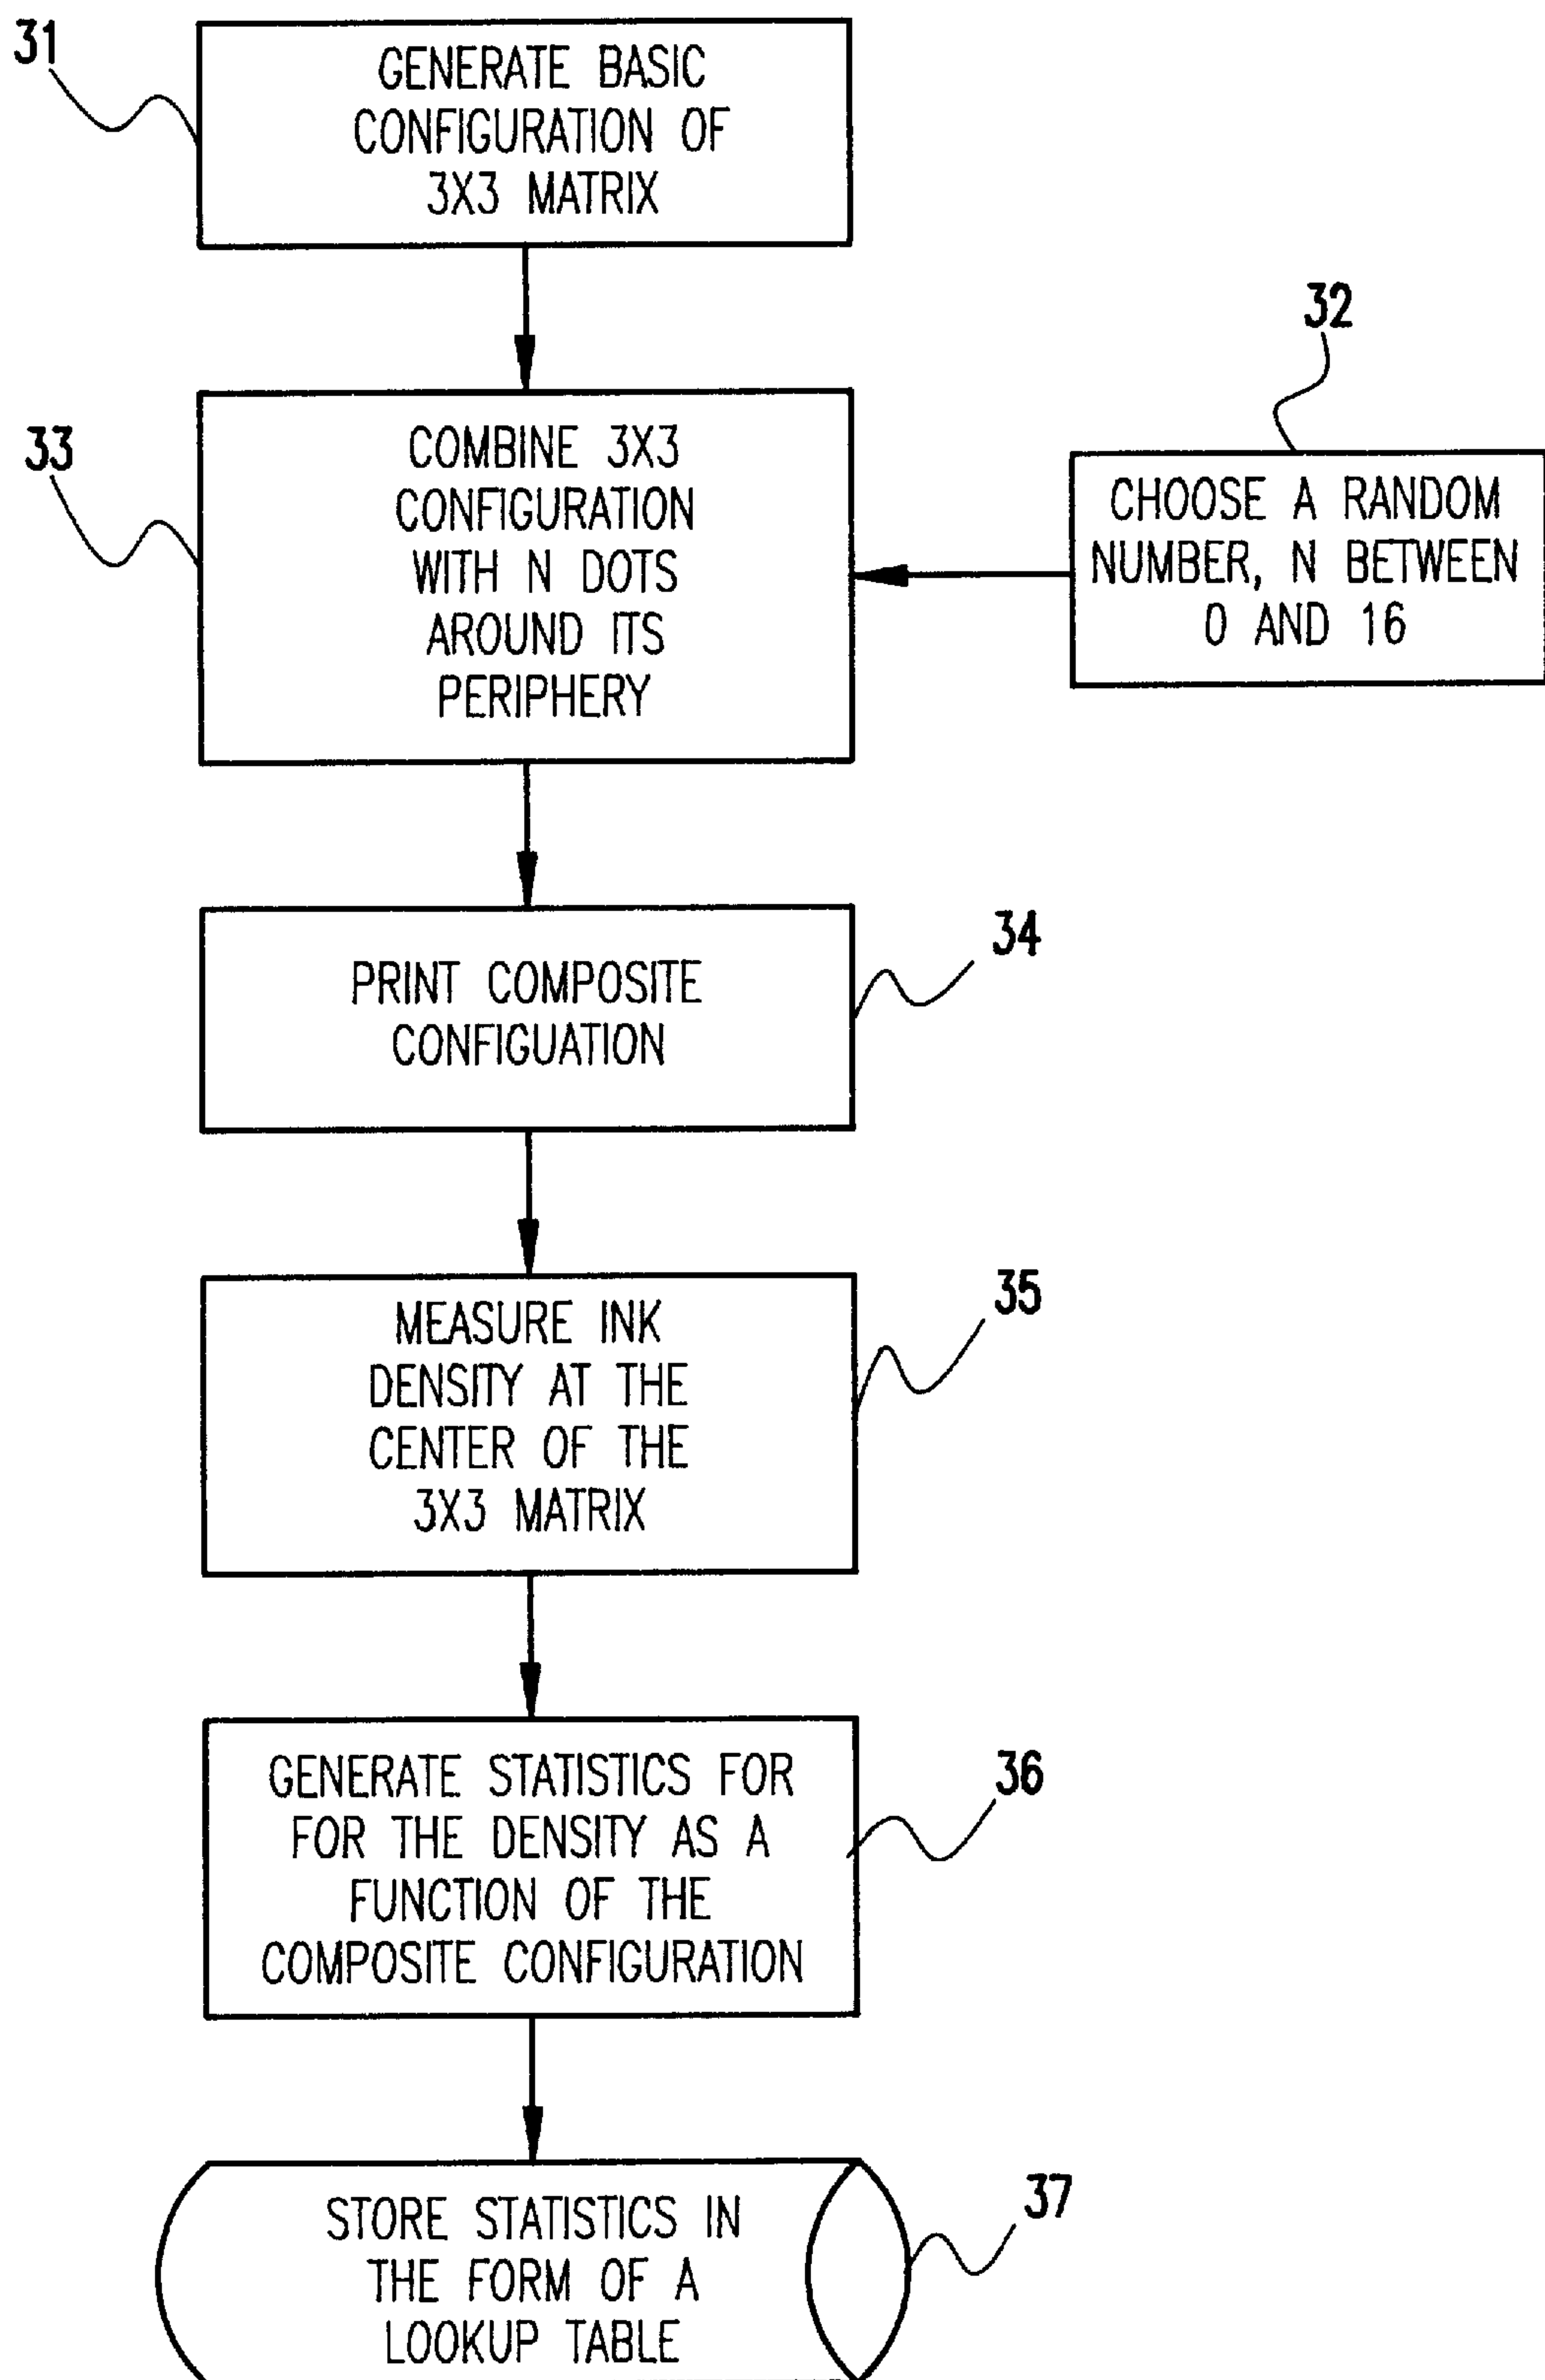 31
GENERATE BASIC
CONFIGURATION OF
3X3 MATRIX
32
33
COMBINE 3X3
CONFIGURATION
WITH N DOTS
AROUND ITS
PERIPHERY
CHOOSE A RANDOM
NUMBER, N BETWEEN
0 AND 16
34
PRINT COMPOSITE
CONFIGUATION
35
MEASURE INK
DENSITY AT THE
CENTER OF THE
3X3 MATRIX
36
GENERATE STATISTICS FOR
FOR THE DENSITY AS A
FUNCTION OF THE
COMPOSITE CONFIGURATION
37
STORE STATISTICS IN
THE FORM OF A
LOOKUP TABLE